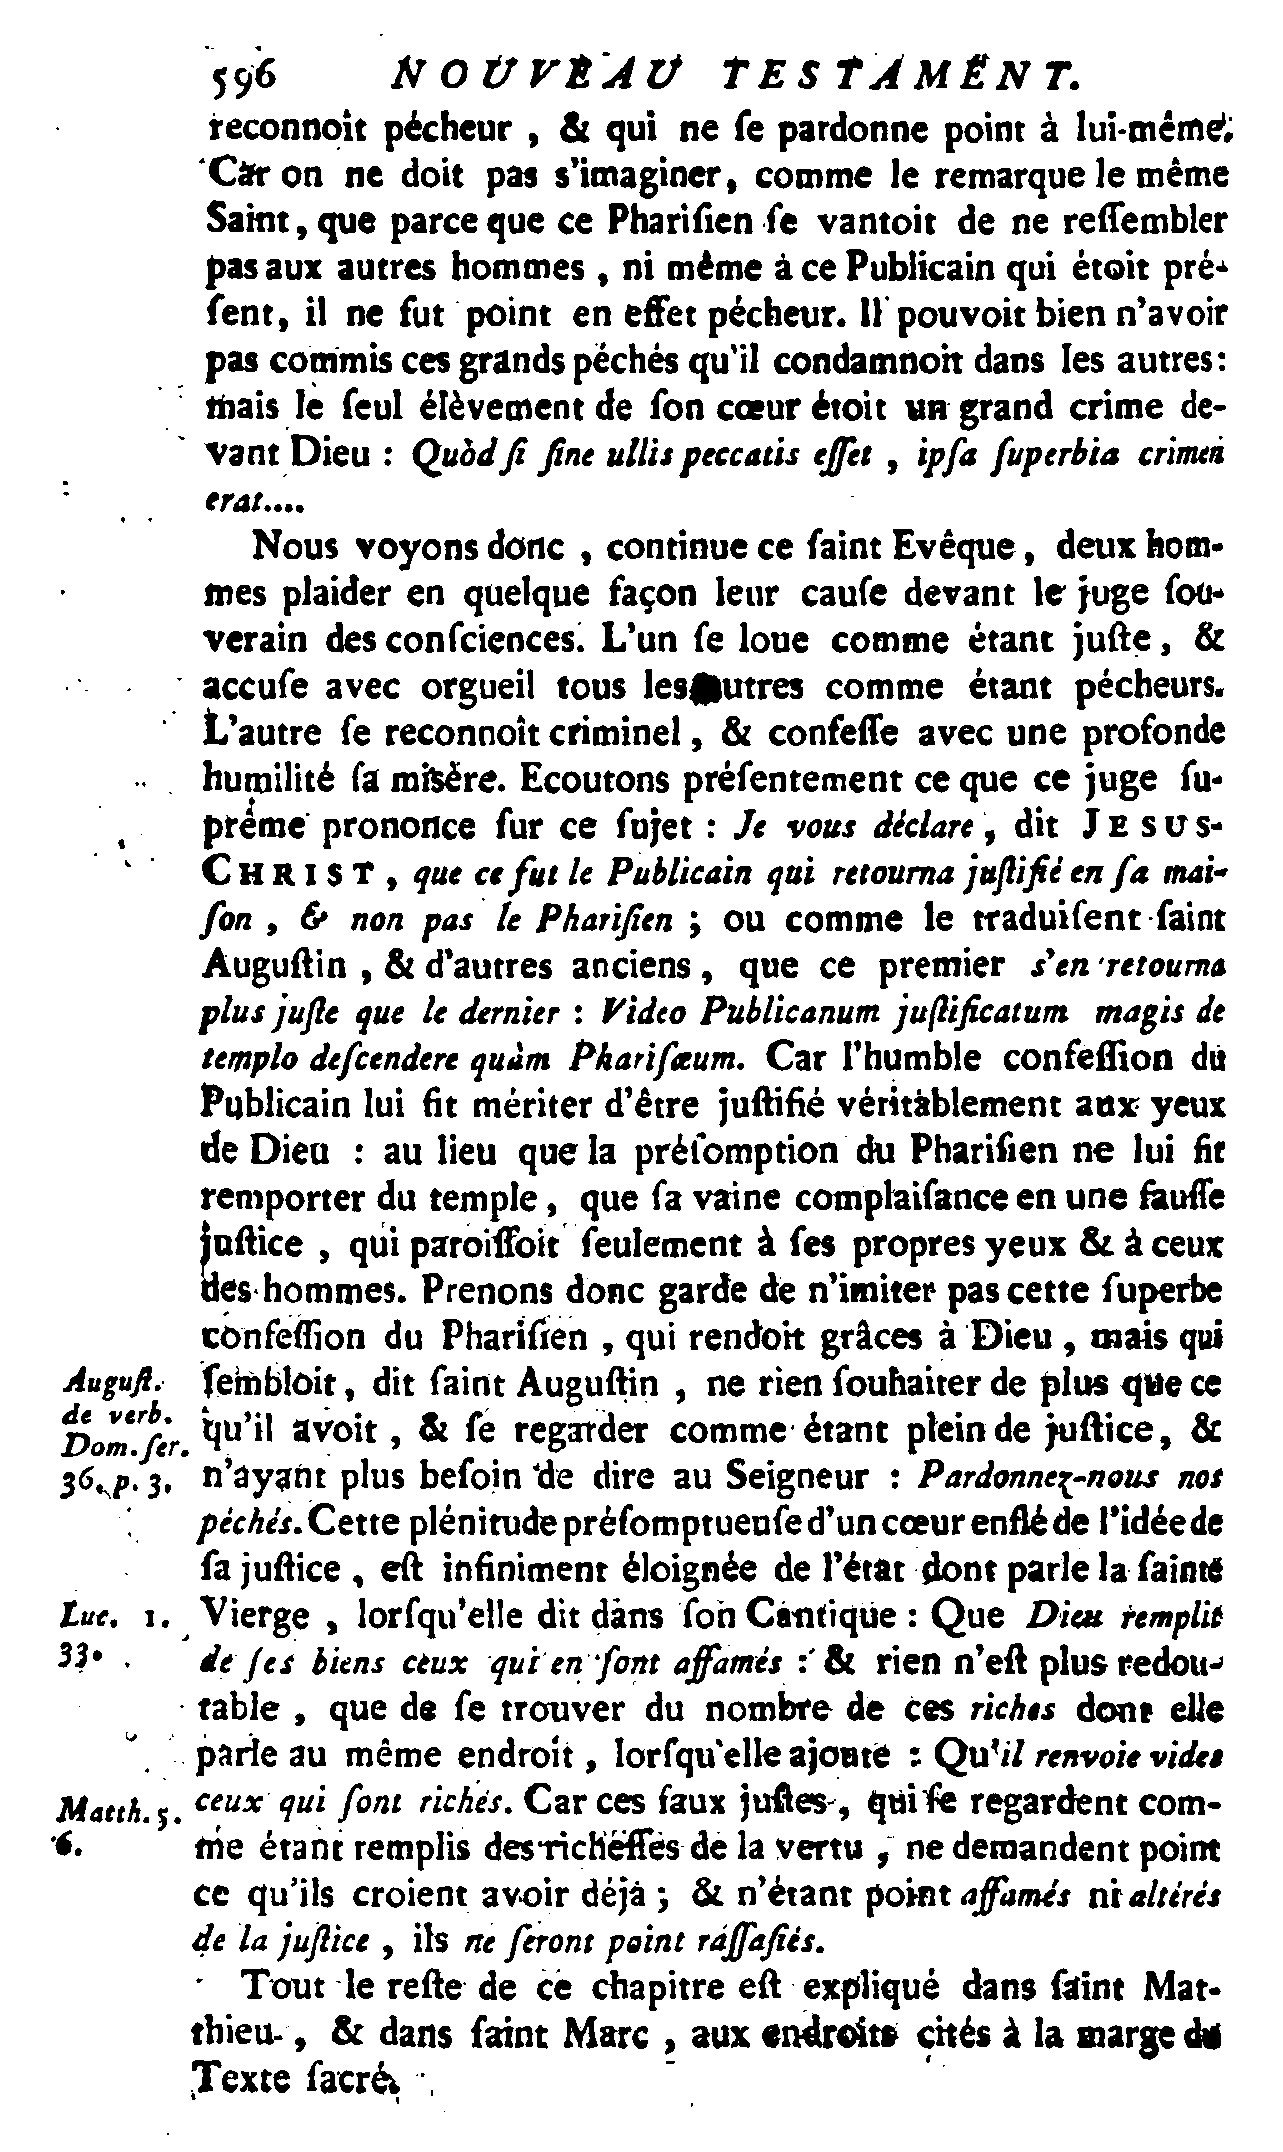 596 NOUVEAU TESTAMENT.
reconnoit pécheur, & qui ne ſe pardonne point à lui-même.
Car on ne doit pas s'imaginer, comme le remarque le même
Saint, que parce que ce Phariſien ſe vantoit de ne reſſembler
pas aux autres hommes, ni même à ce Publicain qui étoit pré-
ſent, il ne fut point en effet pécheur. Il pouvoit bien n'avoir
pas commis ces grands péchés qu'il condamnoit dans les autres:
mais le ſeul élèvement de ſon cœur étoit un grand crime de-
vant Dieu : Quòd ſi ſine ullis peccatis eſſet, ipſa ſuperbia crimen
erat....
Nous voyons donc, continue ce ſaint Evêque, deux hom-
mes plaider en quelque façon leur cauſe devant le juge ſou-
verain des conſciences. L'un ſe loue comme étant juſte, &
accuſe avec orgueil tous les autres comme étant pécheurs.
L'autre ſe reconnoît criminel, & confeſſe avec une profonde
humilité ſa misére. Ecoutons préſentement ce que ce juge ſu-
prême prononce ſur ce ſujet : Je vous déclare, dit JESUS-
CHRIST, que ce fut le Publicain qui retourna juſtifié en ſa mai-
ſon, & non pas le Phariſien ; ou comme le traduiſent ſaint
Auguſtin, & d'autres anciens, que ce premier s'en retourna
plus juſte que le dernier : Video Publicanum juſtificatum magis de
templo deſcendere quàm Phariſæum. Car l'humble confeſſion du
Publicain lui fit mériter d'être juſtifié véritablement aux yeux
de Dieu : au lieu que la préſomption du Phariſien ne lui fit
remporter du temple, que ſa vaine complaiſance en une fauſſe
juſtice, qui paroiſſoit ſeulement à ſes propres yeux & à ceux
des hommes. Prenons donc garde de n'imiter pas cette ſuperbe
confeſſion du Phariſien, qui rendoit grâces à Dieu, mais qui
ſembloit, dit ſaint Auguſtin, ne rien ſouhaiter de plus que ce
qu'il avoit, & ſe regarder comme étant plein de juſtice, &
n'ayant plus beſoin de dire au Seigneur : Pardonnez-nous nos
péchés. Cette plénitude préſomptueuſe d'un cœur enflé de l'idée de
ſa juſtice, eſt infiniment éloignée de l'état dont parle la ſainte
Vierge, lorſqu'elle dit dans ſon Cantique : Que Dieu remplit
de ſes biens ceux qui en ſont affamés : & rien n'eſt plus redou-
table, que de ſe trouver du nombre de ces riches dont elle
parle au même endroit, lorſqu'elle ajoute : Qu'il renvoie vides
ceux qui ſont riches. Car ces faux juſtes, qui ſe regardent com-
me étant remplis des richeſſes de la vertu, ne demandent point
ce qu'ils croient avoir déjà ; & n'étant point affamés ni altérés
de la juſtice, ils ne ſeront point raſſaſiés.
Tout le reſte de ce chapitre eſt expliqué dans ſaint Mat-
thieu, & dans ſaint Marc, aux endroits cités à la marge du
Texte ſacré.
Auguſt.
de verb.
Dom. ſer.
36. p. 3.
Luc. 1.
33.
Matth. 5.
6.